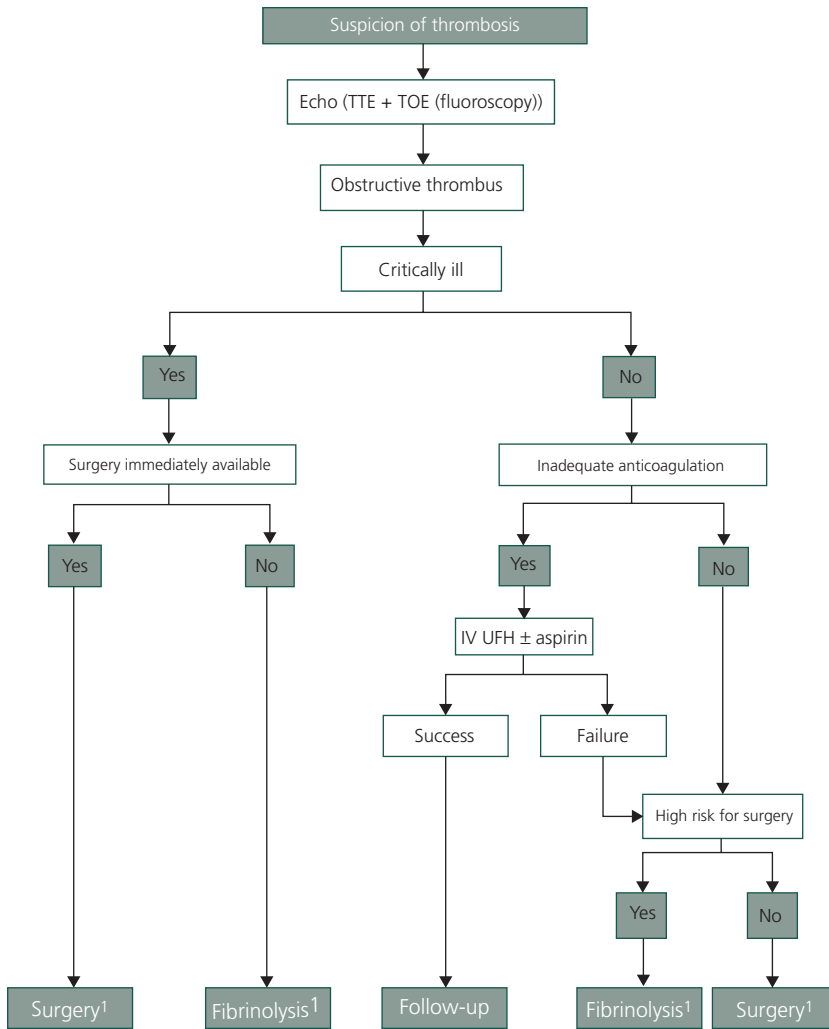 Suspicion of thrombosis
Echo (TTE + TOE (fluoroscopy))
Obstructive thrombus
Critically ill
Yes
No
Surgery immediately available
Inadequate anticoagulation
Yes
No
Yes
No
IV UFH ± aspirin
Success
Failure
High risk for surgery
Yes
No
Surgery¹
Fibrinolysis¹
Follow-up
Fibrinolysis¹
Surgery¹